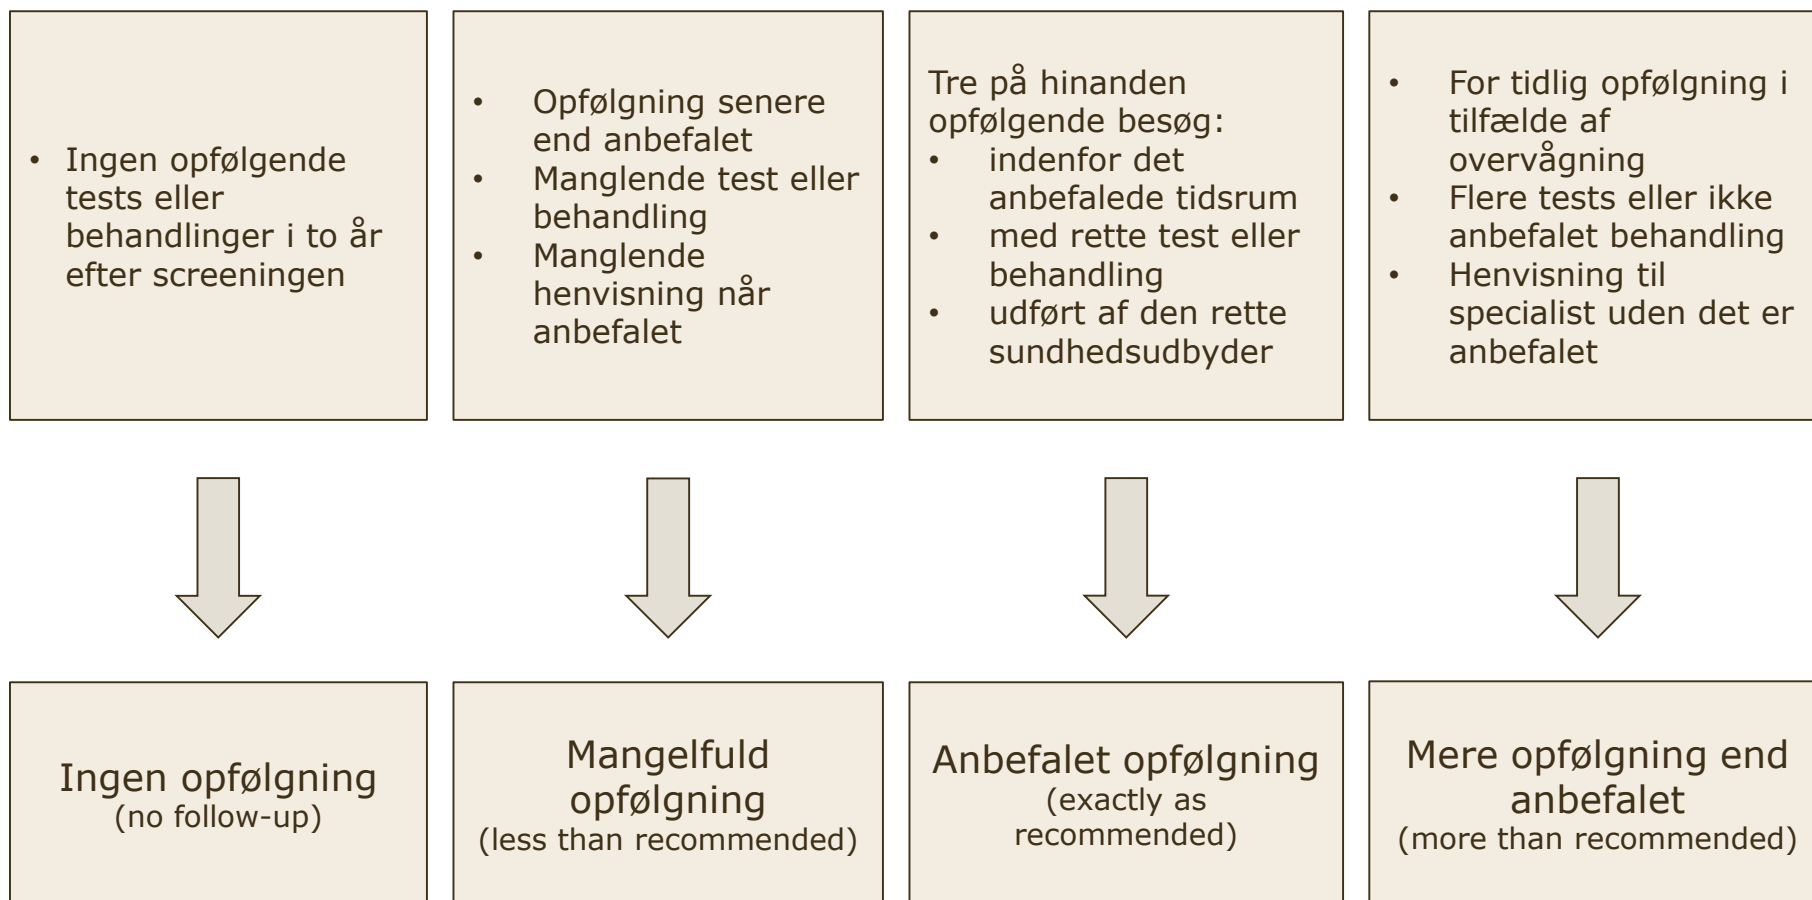 • Ingen opfølgende
tests eller
behandlinger i to år
efter screeningen
• Opfølgning senere
end anbefalet
• Manglende test eller
behandling
• Manglende
henvisning når
anbefalet
Tre på hinanden
opfølgende besøg:
• indenfor det
anbefalede tidsrum
• med rette test eller
behandling
• udført af den rette
sundhedsudbyder
• For tidlig opfølgning i
tilfælde af
overvågning
• Flere tests eller ikke
anbefalet behandling
• Henvisning til
specialist uden det er
anbefalet
Ingen opfølgning
(no follow-up)
Mangelfuld
opfølgning
(less than recommended)
Anbefalet opfølgning
(exactly as
recommended)
Mere opfølgning end
anbefalet
(more than recommended)